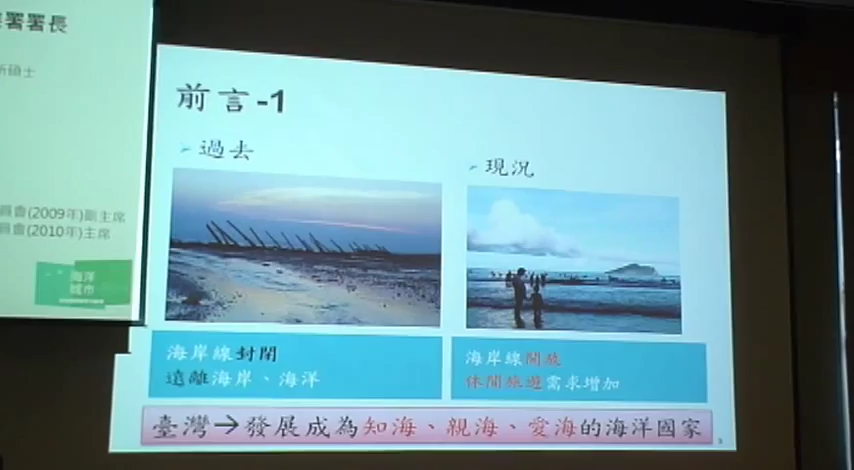 署署長
碩士
員會(2009年)副主席
員會(2010年)主席
海洋
城市
前言-1
過去
現況
海岸線封閉
遠離海岸、海洋
海岸線開放
休閒旅遊需求增加
臺灣→發展成為知海、親海、愛海的海洋國家
3